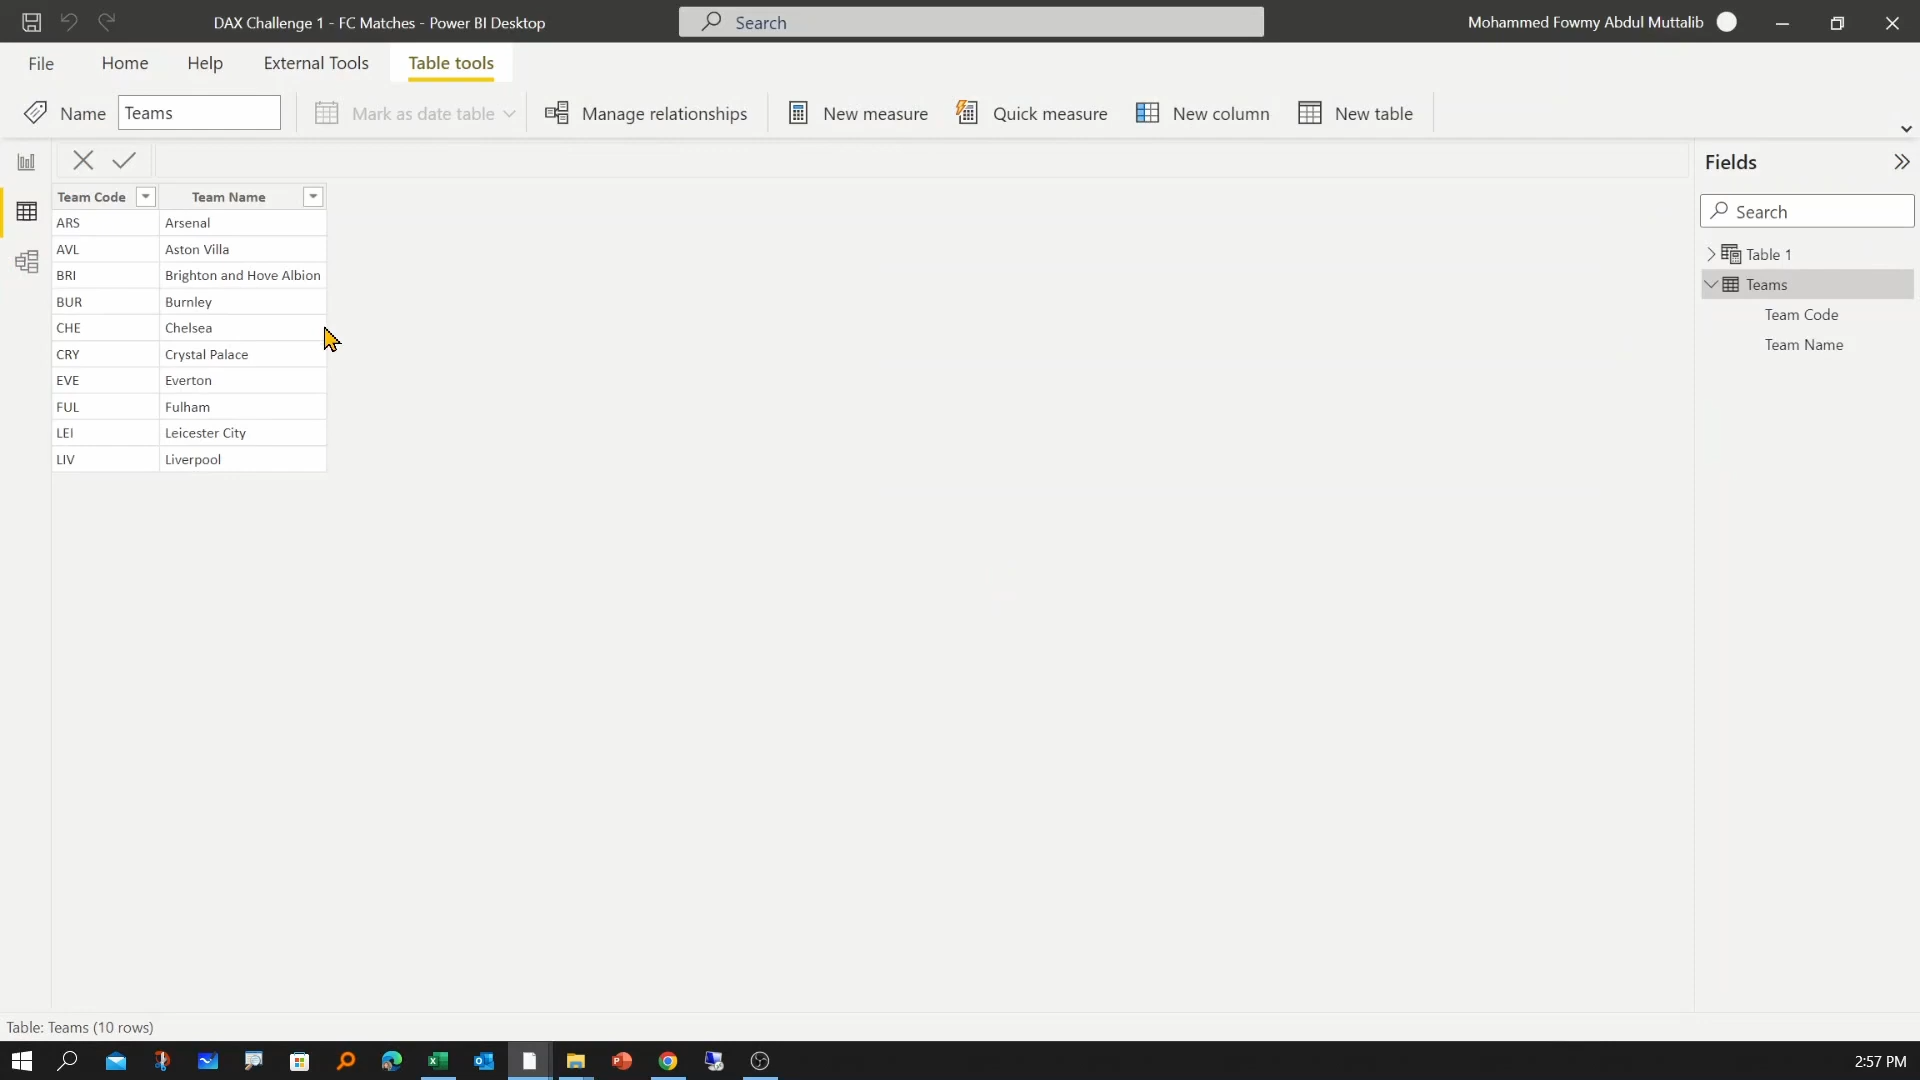 DAX Challenge 1 - FC Matches - Power BI Desktop
Search
Mohammed Fowmy Abdul Muttalib
File
Home
Help
External Tools
Table tools
Name
Teams
Mark as date table
Manage relationships
New measure
Quick measure
New column
New table
Team Code
Team Name
ARS
Arsenal
AVL
Aston Villa
BRI
Brighton and Hove Albion
BUR
Burnley
CHE
Chelsea
CRY
Crystal Palace
EVE
Everton
FUL
Fulham
LEI
Leicester City
LIV
Liverpool
Fields
Search
Table 1
Teams
Team Code
Team Name
Table: Teams (10 rows)
2:57 PM